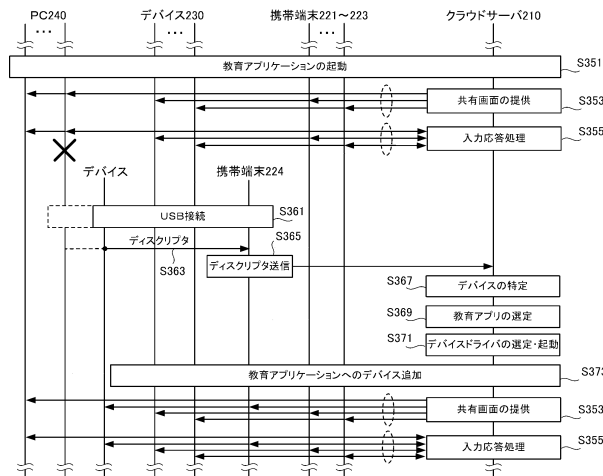 PC240 デバイス230 携帯端末221～223 クラウドサーバ210
... ... ...
教育アプリケーションの起動 S351
共有画面の提供 S353
入力応答処理 S355
デバイス 携帯端末224
USB接続 S361
ディスクリプタ S365
S363 ディスクリプタ送信
S367 デバイスの特定
S369 教育アプリの選定
S371 デバイスドライバの選定・起動
教育アプリケーションへのデバイス追加 S373
共有画面の提供 S353
入力応答処理 S355